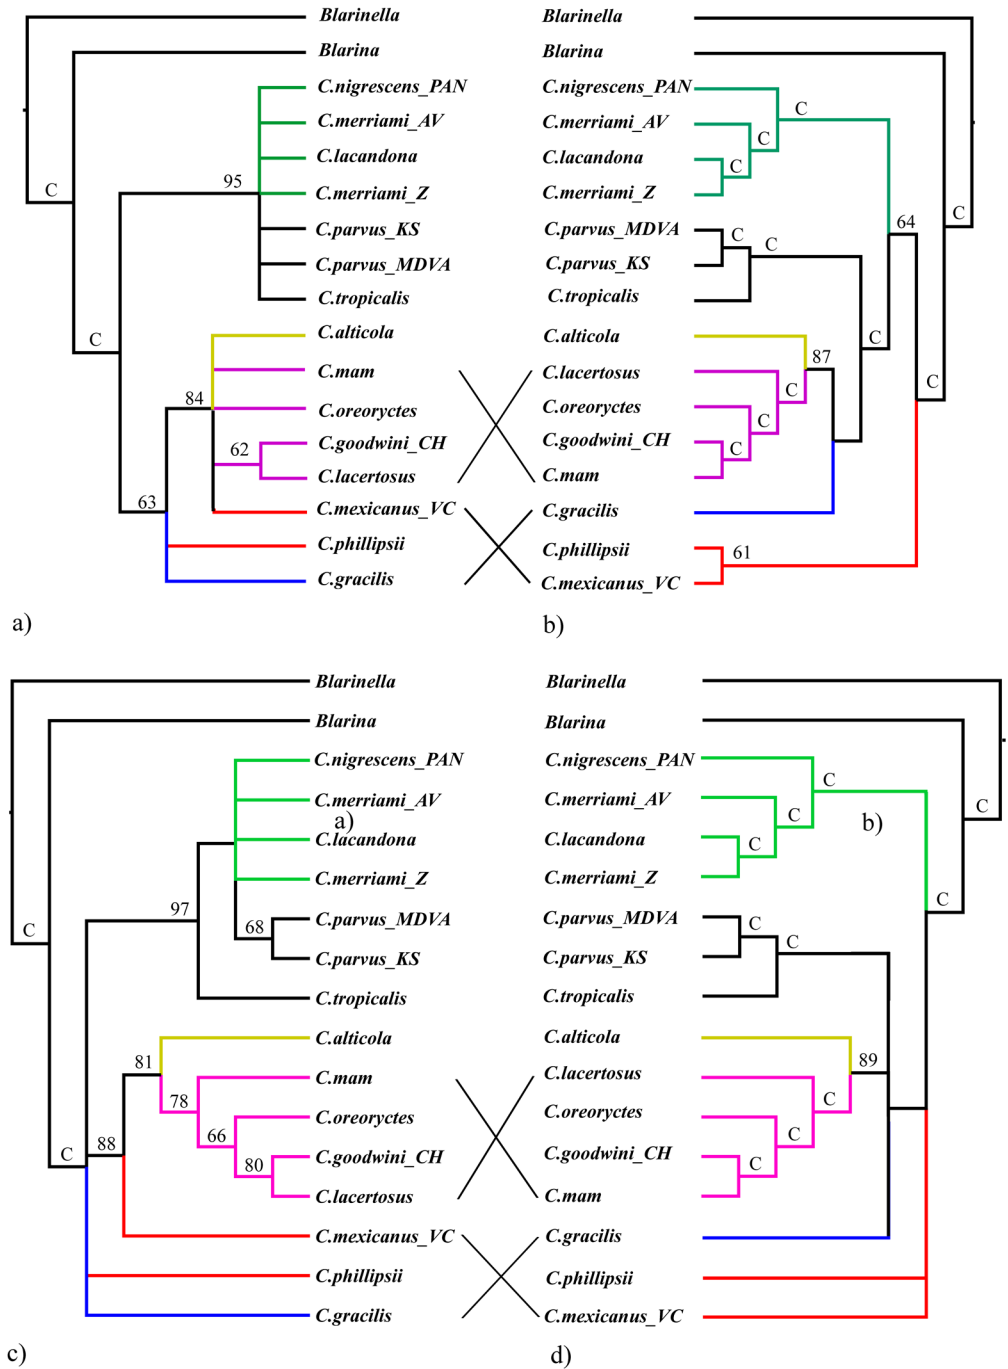 Blarinella
Blarina
C.nigrescens_PAN
C.merriami_AV
C.lacandona
C.merriami_Z
C.parvus_KS
C.parvus_MDVA
C.tropicalis
C.alticola
C.mam
C.oreoryctes
C.goodwini_CH
C.lacertosus
C.mexicanus_VC
C.phillipsii
C.gracilis
C
C
95
84
62
63
a)
Blarinella
Blarina
C.nigrescens_PAN
C.merriami_AV
C.lacandona
C.merriami_Z
C.parvus_MDVA
C.parvus_KS
C.tropicalis
C.alticola
C.lacertosus
C.oreoryctes
C.goodwini_CH
C.mam
C.gracilis
C.phillipsii
C.mexicanus_VC
C
C
C
C
C
64
C
C
87
C
C
C
C
C
61
b)
Blarinella
Blarina
C.nigrescens_PAN
C.merriami_AV
a)
C.lacandona
C.merriami_Z
C.parvus_MDVA
C.parvus_KS
C.tropicalis
C.alticola
C.mam
C.oreoryctes
C.goodwini_CH
C.lacertosus
C.mexicanus_VC
C.phillipsii
C.gracilis
C
97
68
81
78
66
80
88
C
c)
Blarinella
Blarina
C.nigrescens_PAN
C.merriami_AV
C.lacandona
C.merriami_Z
C.parvus_MDVA
C.parvus_KS
C.tropicalis
C.alticola
C.lacertosus
C.oreoryctes
C.goodwini_CH
C.mam
C.gracilis
C.phillipsii
C.mexicanus_VC
C
C
C
C
b)
C
C
C
89
C
C
C
d)